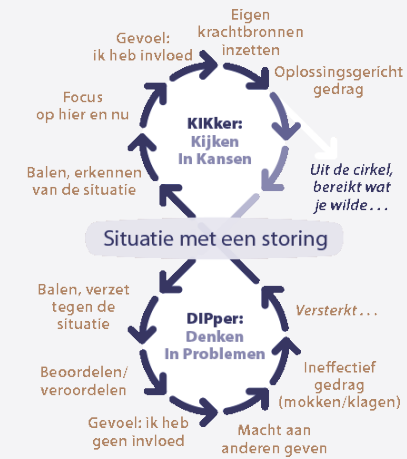 Eigen
krachtbronnen
inzetten
Gevoel:
ik heb invloed
Oplossingsgericht
gedrag
Focus
op hier en nu
KIKker:
Kijken
In Kansen
Balen, erkennen
van de situatie
Uit de cirkel,
bereikt wat
je wilde . . .
Situatie met een storing
Balen, verzet
tegen de
situatie
DIPper:
Denken
In Problemen
Versterkt . . .
Beoordelen/
veroordelen
Ineffectief
gedrag
(mokken/klagen)
Gevoel: ik heb
geen invloed
Macht aan
anderen geven